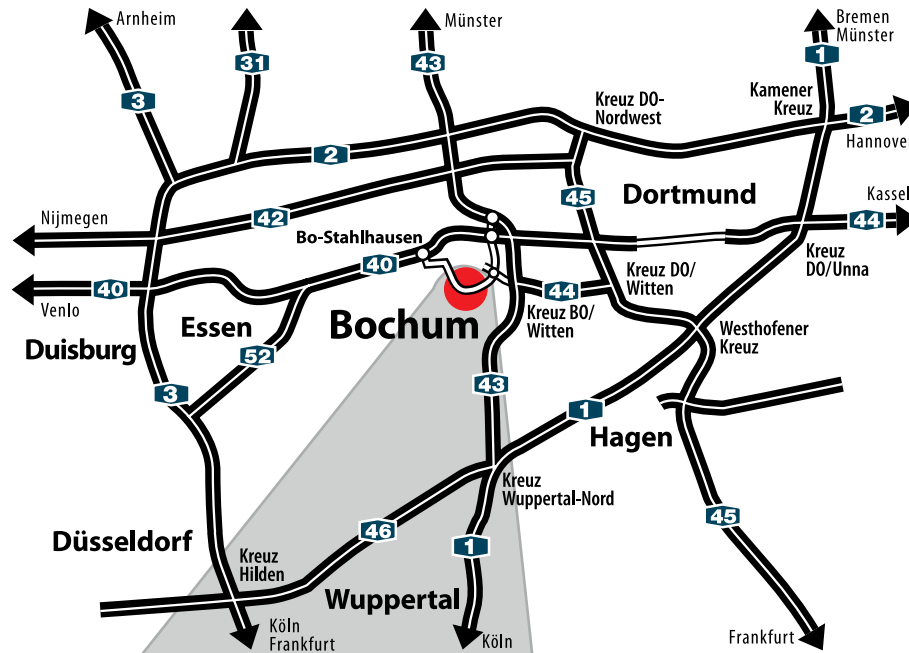 Arnheim
Münster
Bremen
Münster
31
43
1
3
Kreuz DO-
Nordwest
Kamener
Kreuz
2
Hannover
2
45
Dortmund
Kassel
Nijmegen
42
44
Bo-Stahlhausen
40
Kreuz DO/
Witten
Kreuz
DO/Unna
40
Venlo
44
Essen
Bochum
Kreuz BO/
Witten
Duisburg
52
Westhofener
Kreuz
3
43
1
Hagen
Kreuz
Wuppertal-Nord
45
46
Düsseldorf
1
Kreuz
Hilden
Wuppertal
Köln
Frankfurt
Köln
Frankfurt